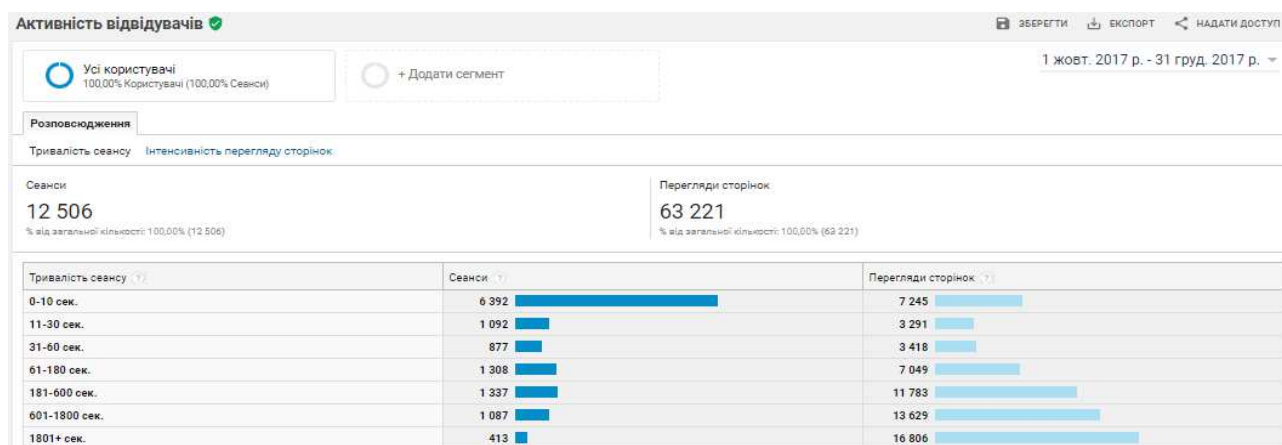 Активність відвідувачів
ЗБЕРЕГТИ ЕКСПОРТ НАДАТИ ДОСТУП
Усі користувачі
100,00% Користувачі (100,00% Сеанси)
+ Додати сегмент
1 жовт. 2017 р. - 31 груд. 2017 р.
Розповсюдження
Тривалість сеансу Інтенсивність перегляду сторінок
Сеанси Перегляди сторінок
12 506 63 221
% від загальної кількості: 100,00% (12 506) % від загальної кількості: 100,00% (63 221)
Тривалість сеансу ? Сеанси ? Перегляди сторінок ?
0-10 сек. 6 392 7 245
11-30 сек. 1 092 3 291
31-60 сек. 877 3 418
61-180 сек. 1 308 7 049
181-600 сек. 1 337 11 783
601-1800 сек. 1 087 13 629
1801+ сек. 413 16 806